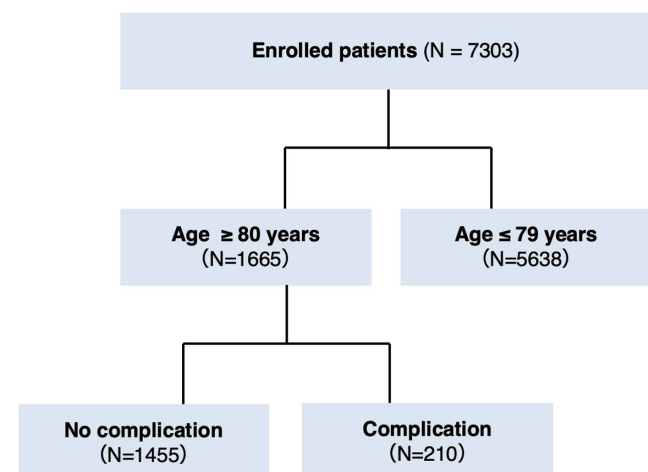 Enrolled patients (N = 7303)
Age ≥ 80 years
(N=1665)
Age ≤ 79 years
(N=5638)
No complication
(N=1455)
Complication
(N=210)